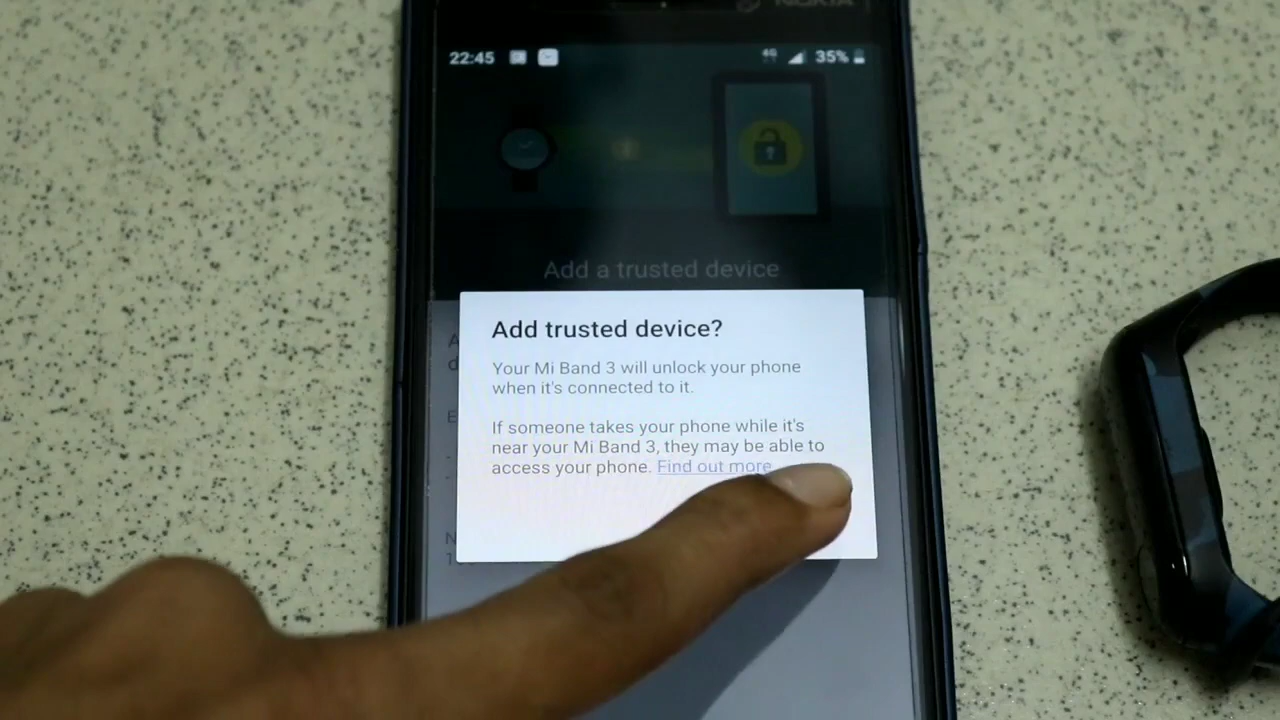 NOKIA
22:45 4G 35%
Add a trusted device
Add trusted device?
Your Mi Band 3 will unlock your phone
when it's connected to it.
If someone takes your phone while it's
near your Mi Band 3, they may be able to
access your phone. Find out more